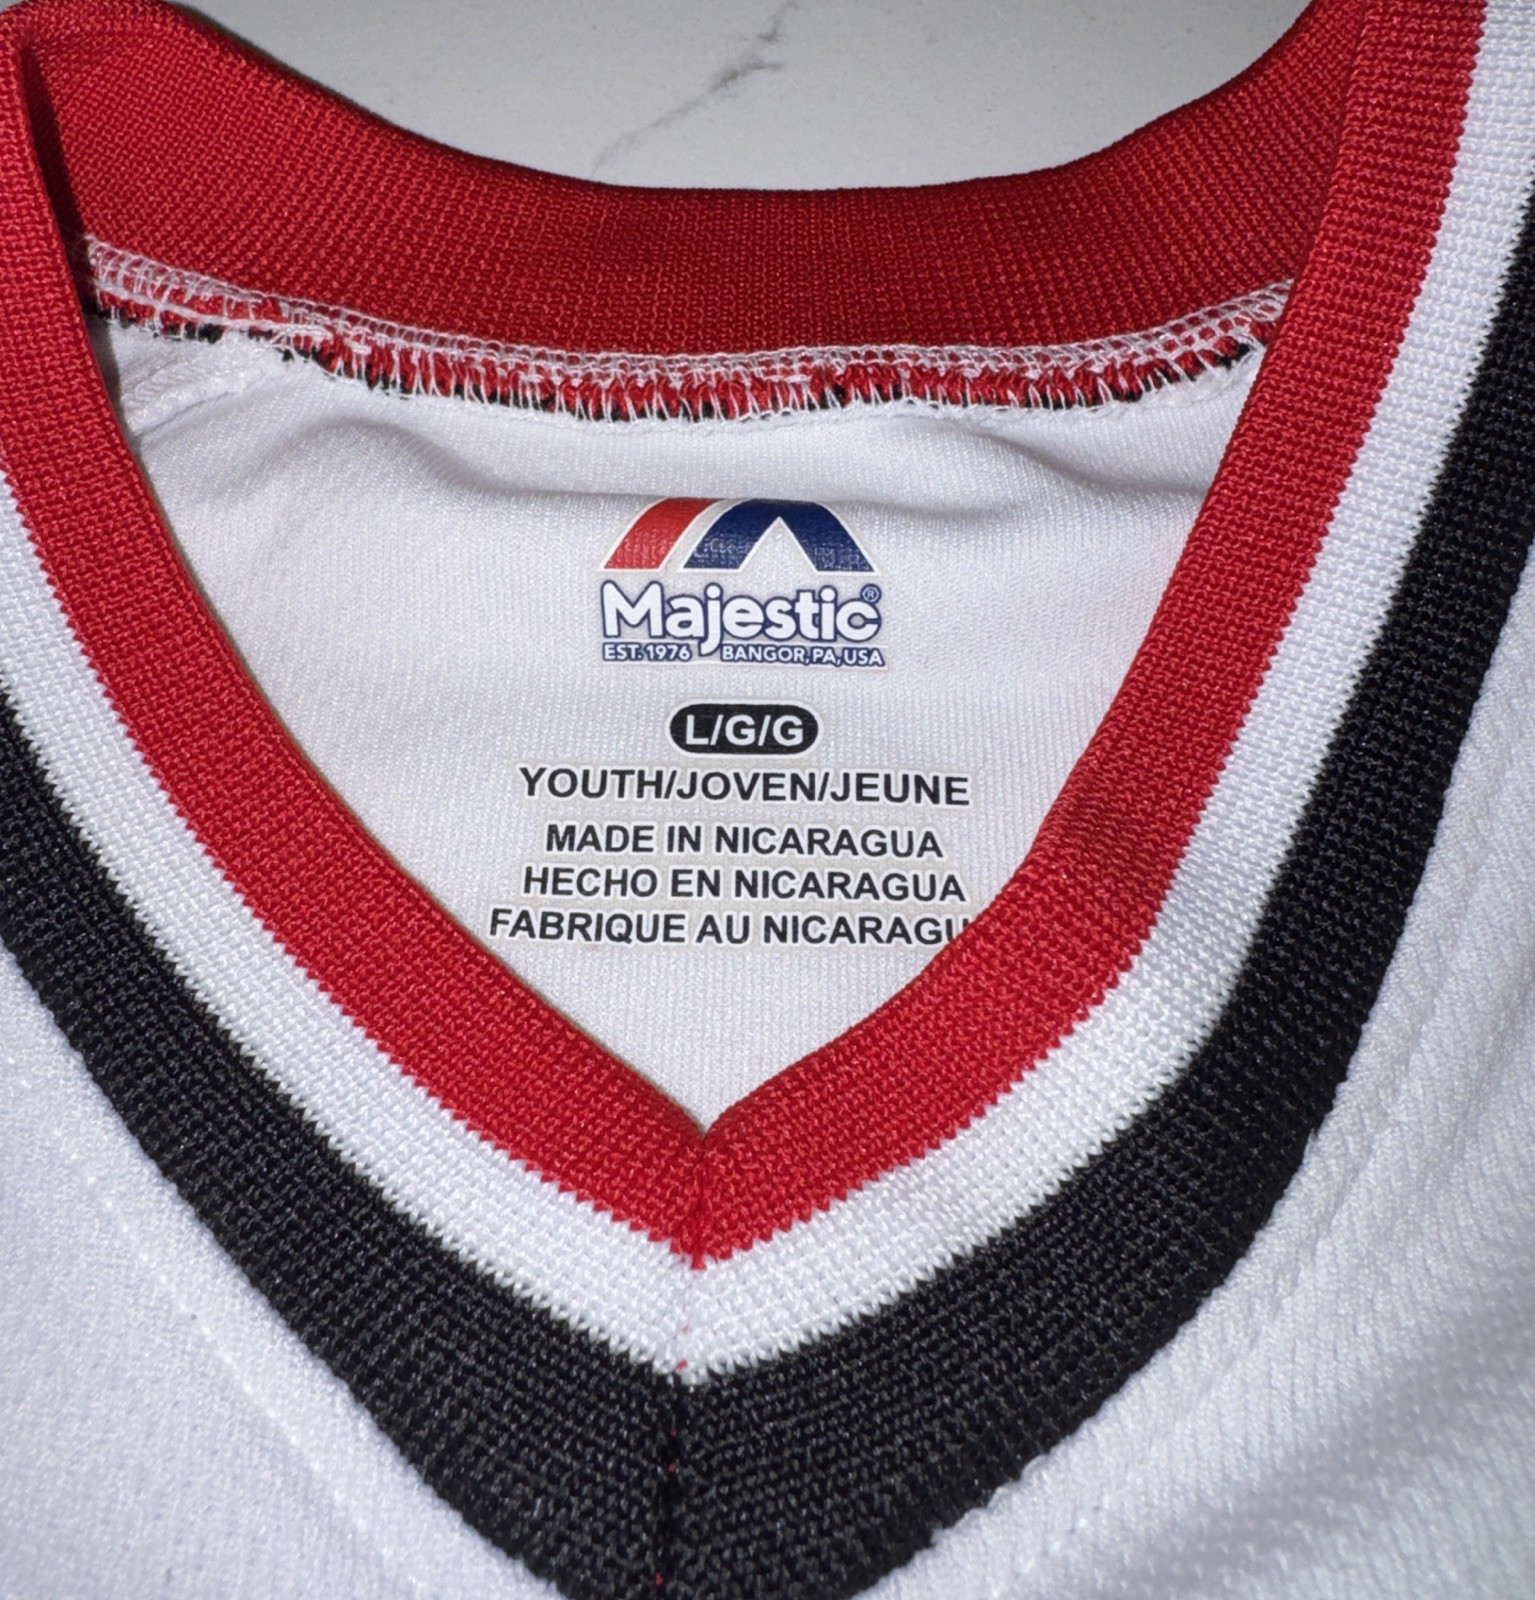 Majestic®
EST. 1976 BANGOR, PA, USA
L/G/G
YOUTH/JOVEN/JEUNE
MADE IN NICARAGUA
HECHO EN NICARAGUA
FABRIQUE AU NICARAGU